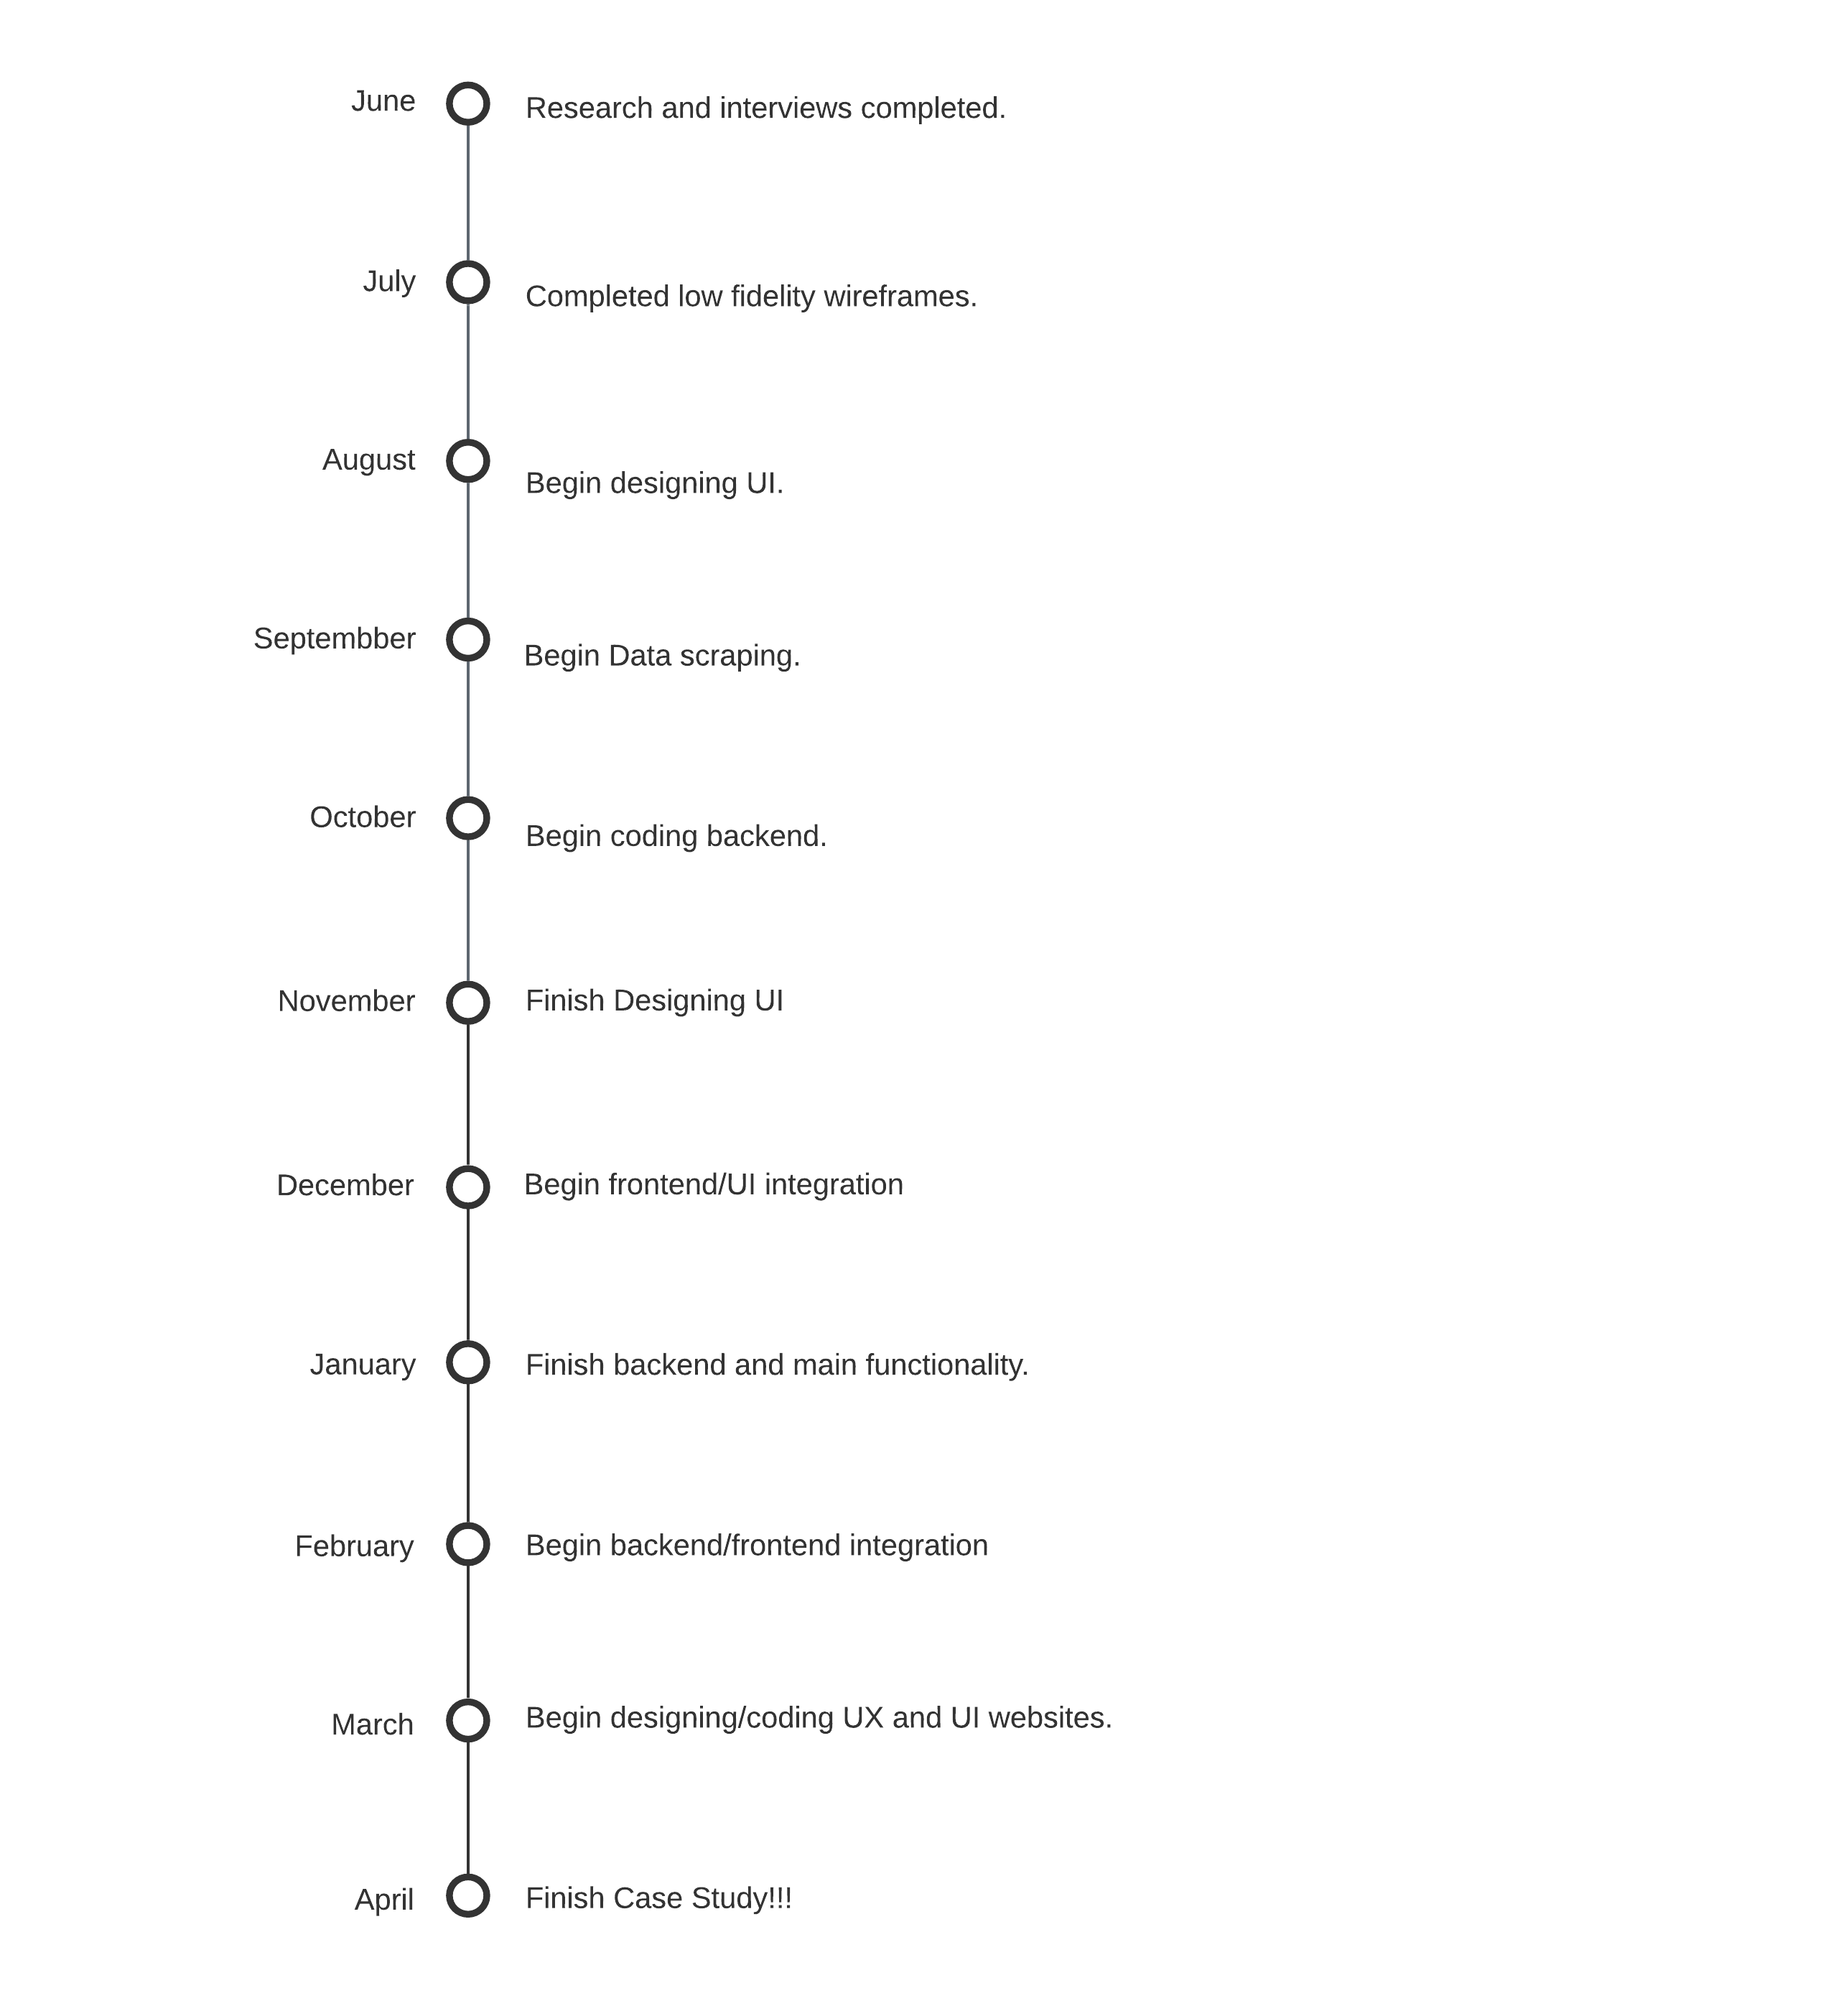 June
Research and interviews completed.
July
Completed low fidelity wireframes.
August
Begin designing UI.
Septembber
Begin Data scraping.
October
Begin coding backend.
November
Finish Designing UI
December
Begin frontend/UI integration
January
Finish backend and main functionality.
February
Begin backend/frontend integration
March
Begin designing/coding UX and UI websites.
April
Finish Case Study!!!